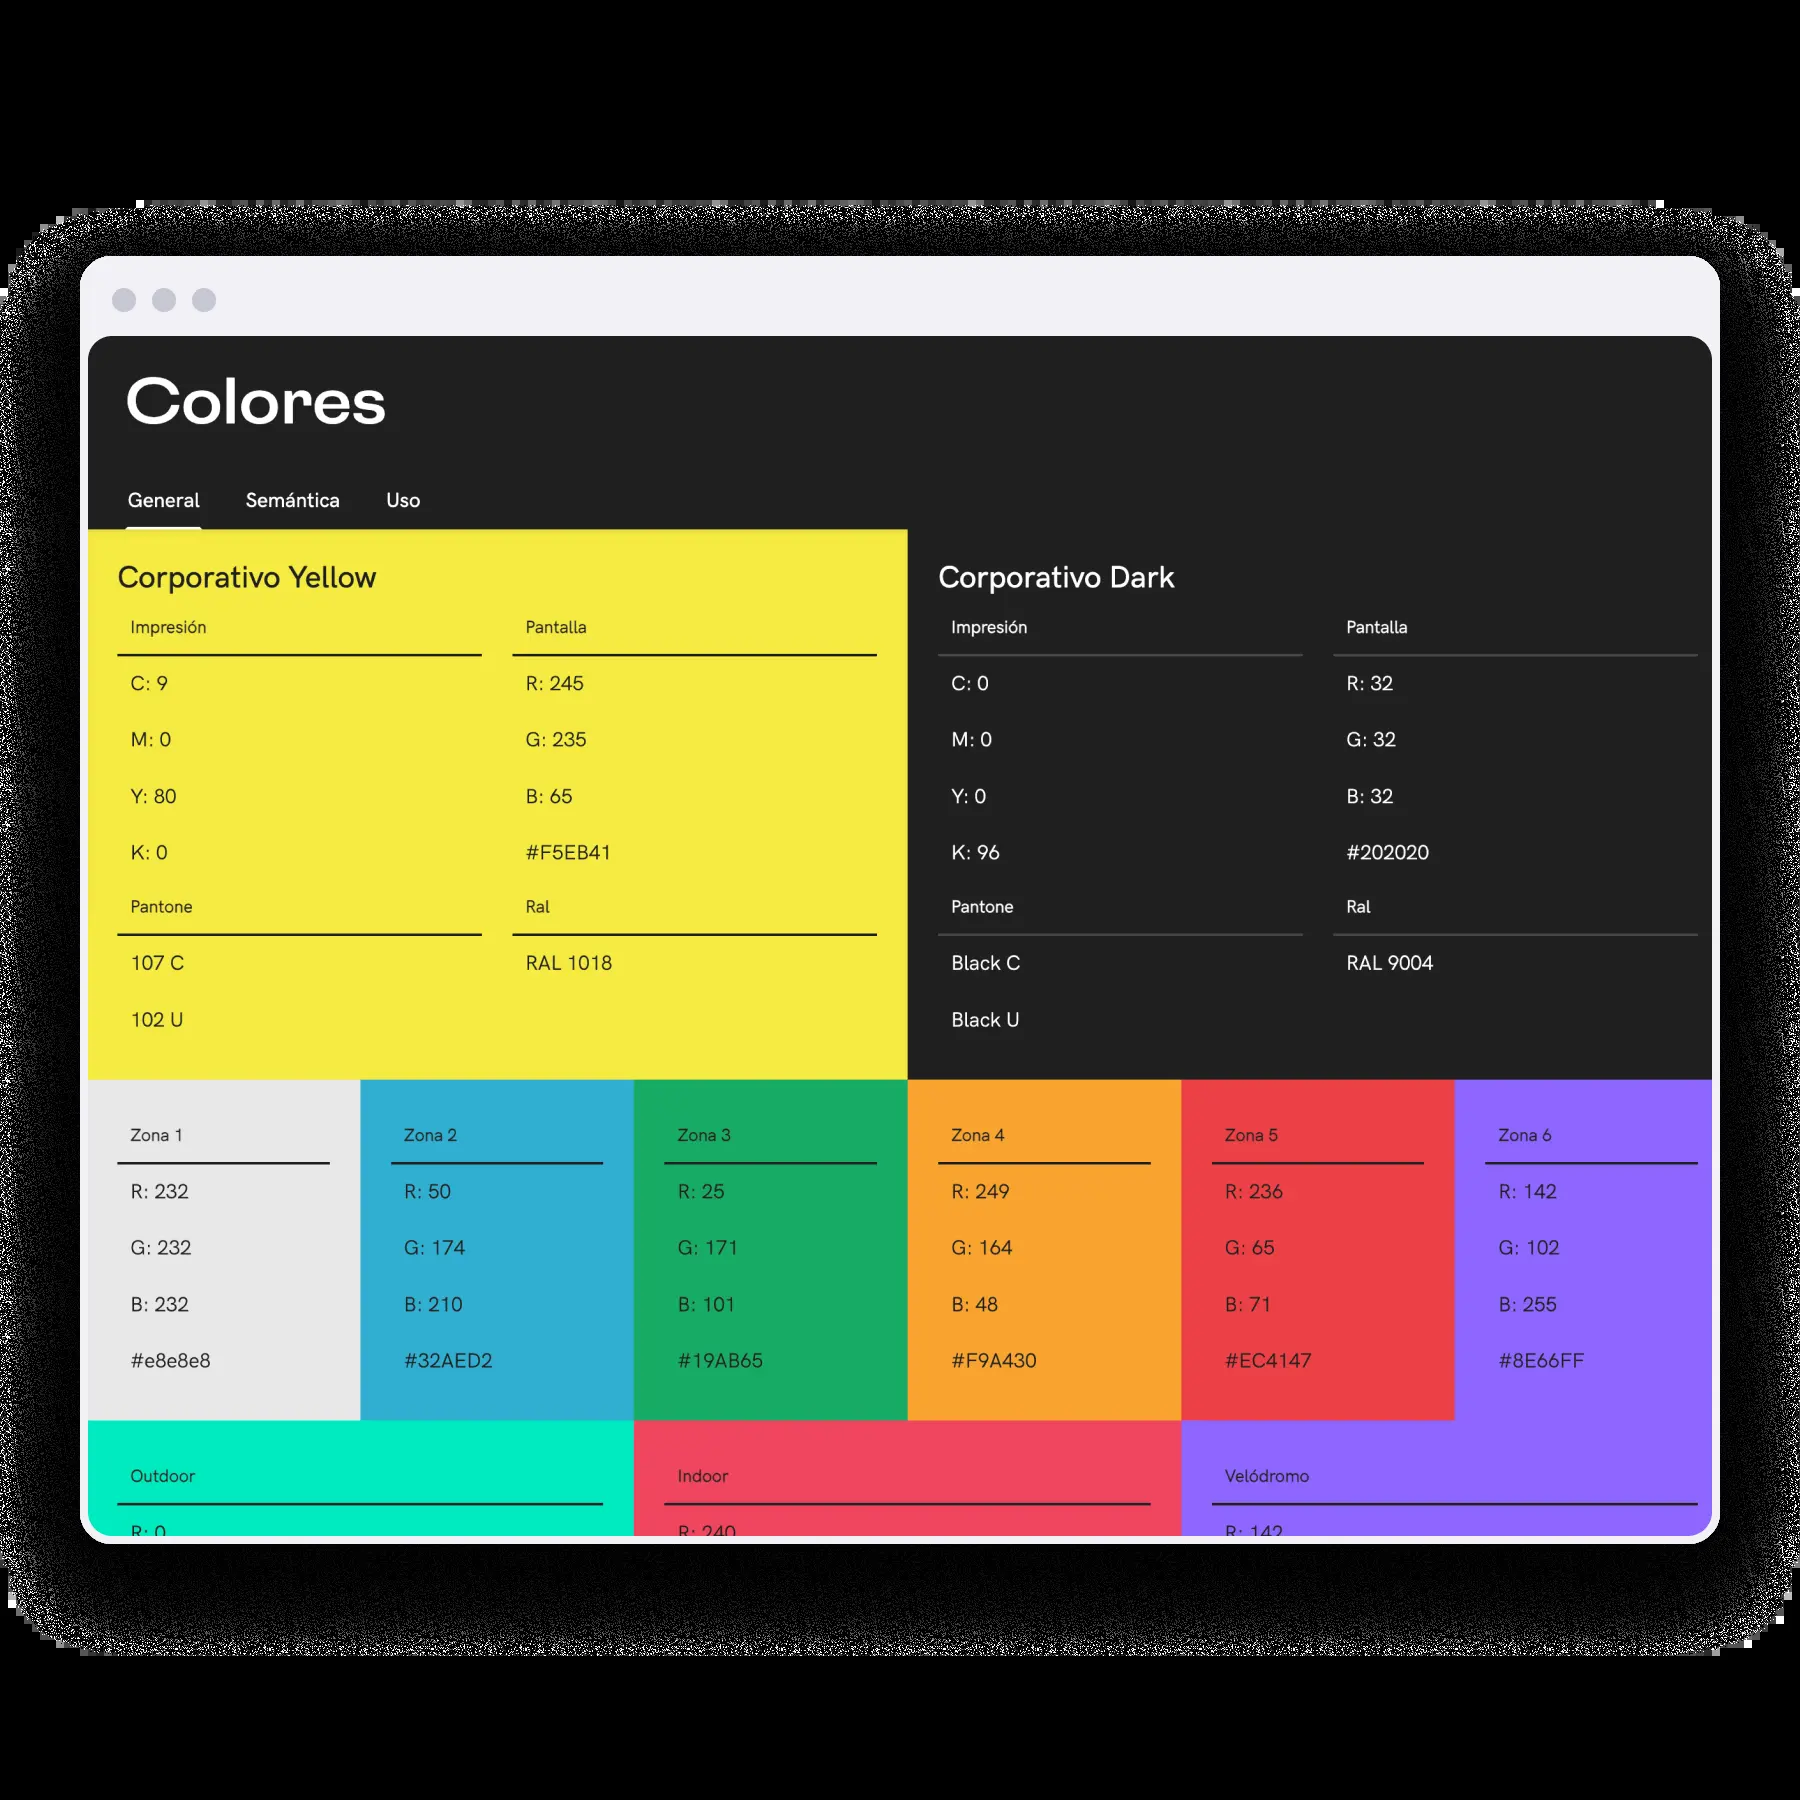 Colores
General Semántica Uso
Corporativo Yellow
Impresión Pantalla
C: 9 R: 245
M: 0 G: 235
Y: 80 B: 65
K: 0 #F5EB41
Pantone Ral
107 C RAL 1018
102 U
Corporativo Dark
Impresión Pantalla
C: 0 R: 32
M: 0 G: 32
Y: 0 B: 32
K: 96 #202020
Pantone Ral
Black C RAL 9004
Black U
Zona 1
R: 232
G: 232
B: 232
#e8e8e8
Zona 2
R: 50
G: 174
B: 210
#32AED2
Zona 3
R: 25
G: 171
B: 101
#19AB65
Zona 4
R: 249
G: 164
B: 48
#F9A430
Zona 5
R: 236
G: 65
B: 71
#EC4147
Zona 6
R: 142
G: 102
B: 255
#8E66FF
Outdoor
R: 0
Indoor
R: 240
Velódromo
R: 142